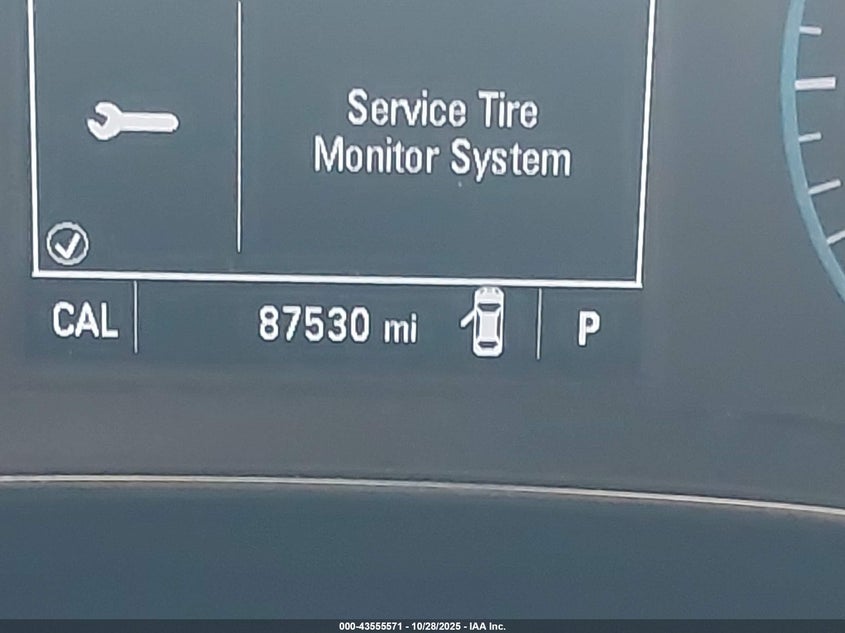 Service Tire
Monitor System
CAL
87530 mi
P
000-43555571 - 10/28/2025 - IAA Inc.